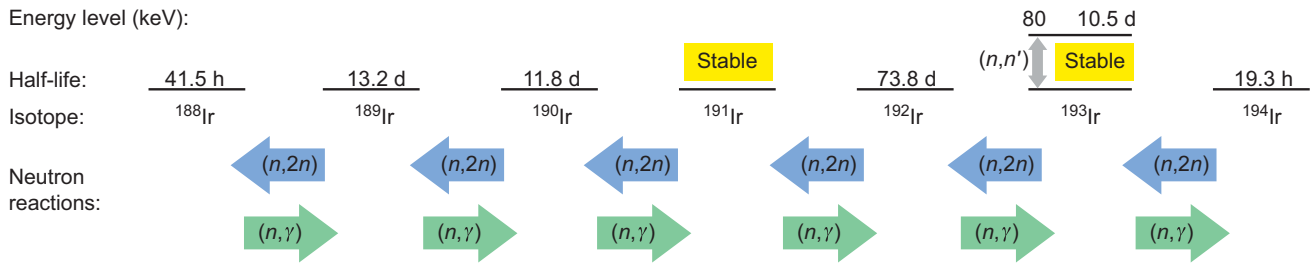 Energy level (keV): 80 10.5 d
(n,n′)
Half-life: 41.5 h 13.2 d 11.8 d Stable 73.8 d Stable 19.3 h
Isotope: ¹⁸⁸Ir ¹⁸⁹Ir ¹⁹⁰Ir ¹⁹¹Ir ¹⁹²Ir ¹⁹³Ir ¹⁹⁴Ir
(n,2n) (n,2n) (n,2n) (n,2n) (n,2n) (n,2n)
Neutron
reactions:
(n,γ) (n,γ) (n,γ) (n,γ) (n,γ) (n,γ)